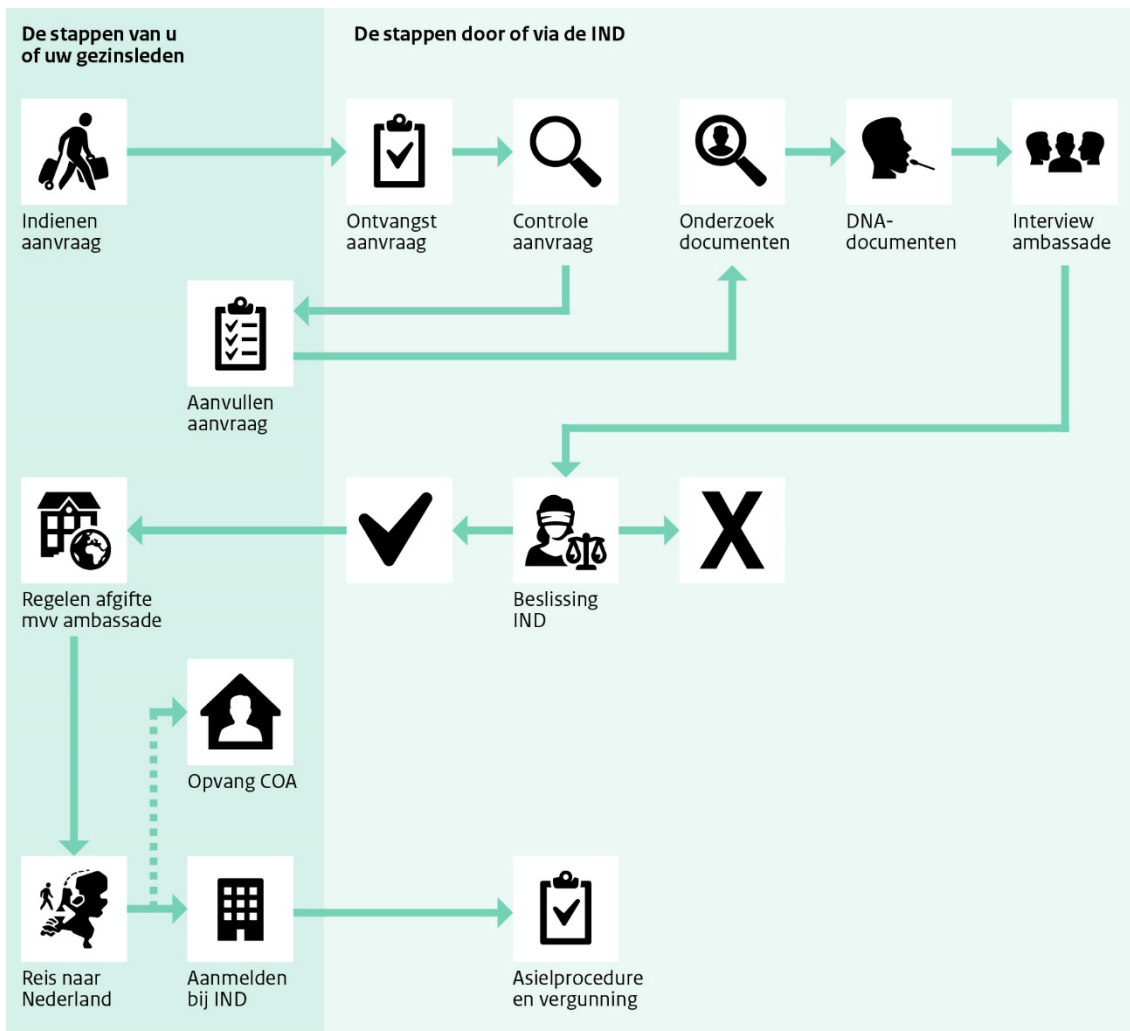 De stappen van u
of uw gezinsleden
De stappen door of via de IND
Indienen
aanvraag
Ontvangst
aanvraag
Controle
aanvraag
Onderzoek
documenten
DNA-
documenten
Interview
ambassade
Aanvullen
aanvraag
Regelen afgifte
mvv ambassade
X
Beslissing
IND
Opvang COA
Reis naar
Nederland
Aanmelden
bij IND
Asielprocedure
en vergunning